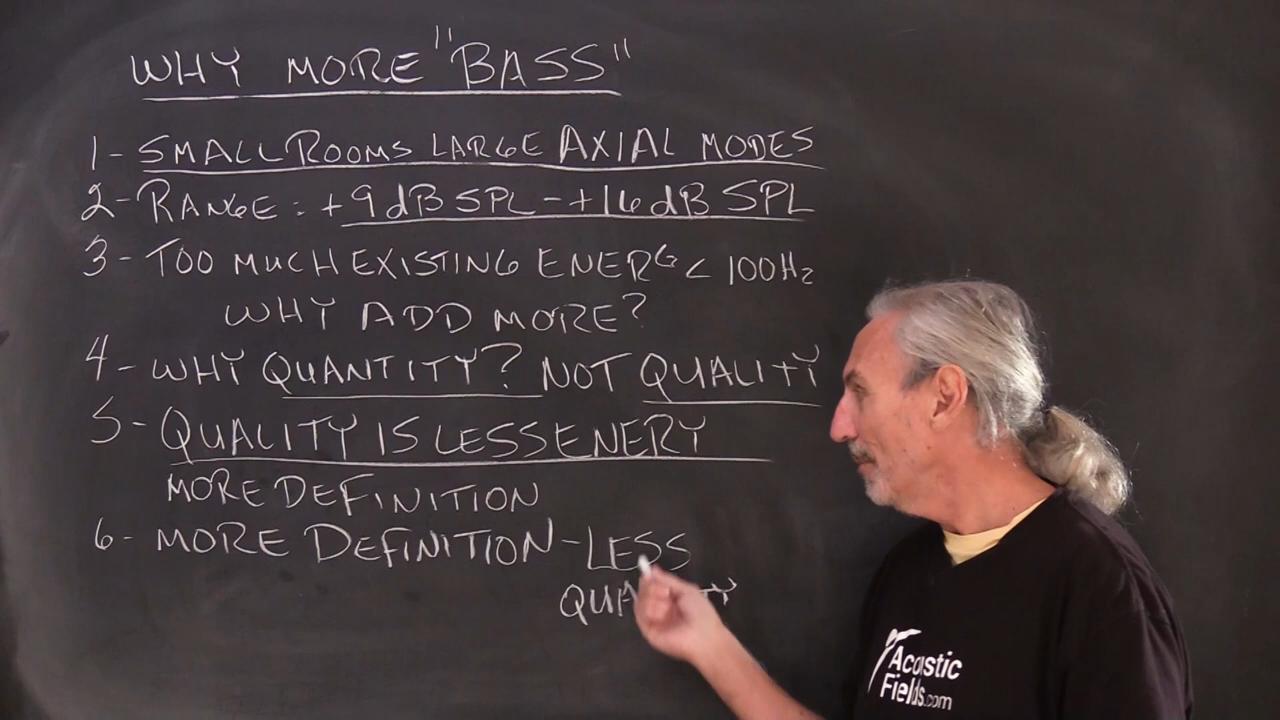 WHY MORE "BASS"
1- SMALL ROOMS LARGE AXIAL MODES
2- RANGE: +9dB SPL - +16dB SPL
3- TOO MUCH EXISTING ENERG < 100Hz
WHY ADD MORE?
4- WHY QUANTITY? NOT QUALITY
5- QUALITY IS LESS ENERY
MORE DEFINITION
6- MORE DEFINITION - LESS
Acoustic
Fields.com